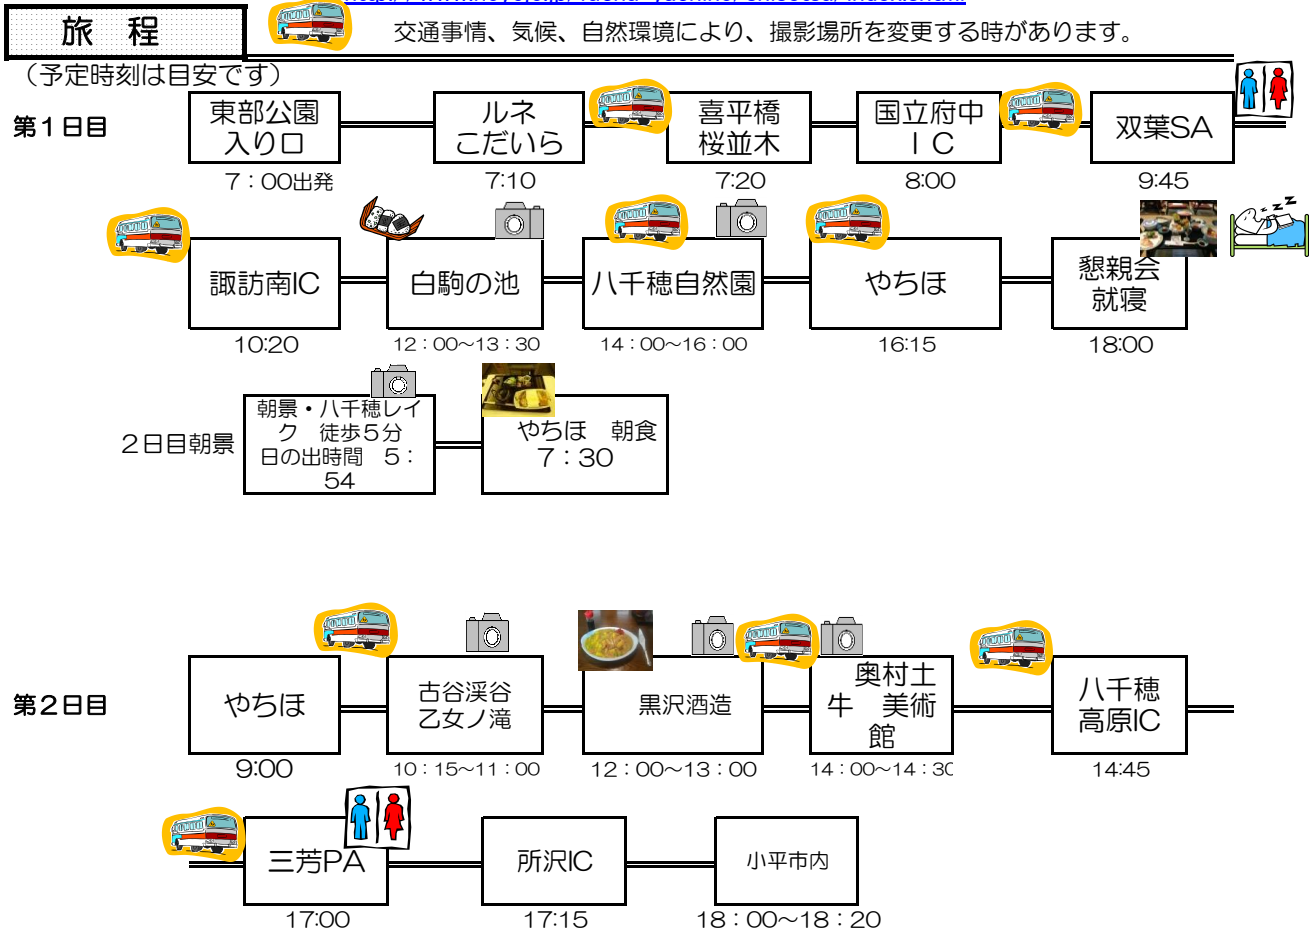 旅　程
交通事情、気候、自然環境により、撮影場所を変更する時があります。
（予定時刻は目安です）
第１日目
東部公園
入り口
ルネ
こだいら
喜平橋
桜並木
国立府中
ＩＣ
双葉SA
７：00出発
7:10
7:20
8:00
9:45
諏訪南IC
白駒の池
八千穂自然園
やちほ
懇親会
就寝
10:20
12：00～13：30
14：00～16：00
16:15
18:00
２日目朝景
朝景・八千穂レイ
ク　徒歩５分
日の出時間　５：
54
やちほ　朝食
７：30
第２日目
やちほ
古谷渓谷
乙女ノ滝
黒沢酒造
奥村土
牛　美術
館
八千穂
高原IC
9:00
10：15～11：00
12：00～13：00
14：00～14：30
14:45
三芳PA
所沢IC
小平市内
17:00
17:15
18：00～18：20